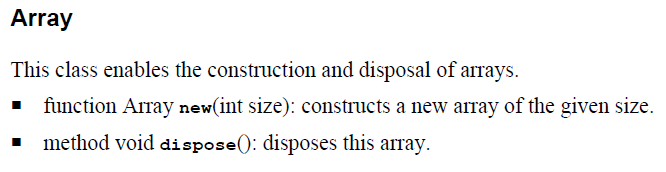 Array
This class enables the construction and disposal of arrays.
▪ function Array new(int size): constructs a new array of the given size.
▪ method void dispose(): disposes this array.